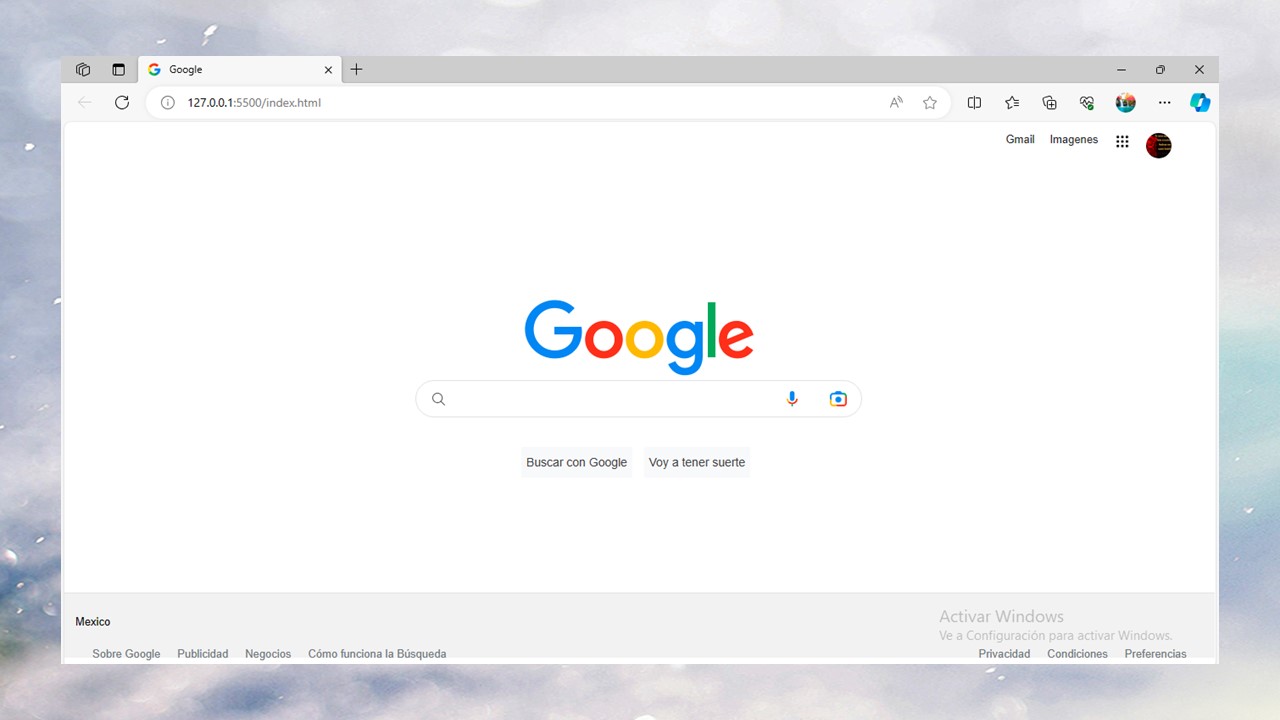 Google
127.0.0.1:5500/index.html
Gmail Imagenes
Google
Buscar con Google Voy a tener suerte
Mexico
Activar Windows
Ve a Configuración para activar Windows.
Sobre Google Publicidad Negocios Cómo funciona la Búsqueda Privacidad Condiciones Preferencias